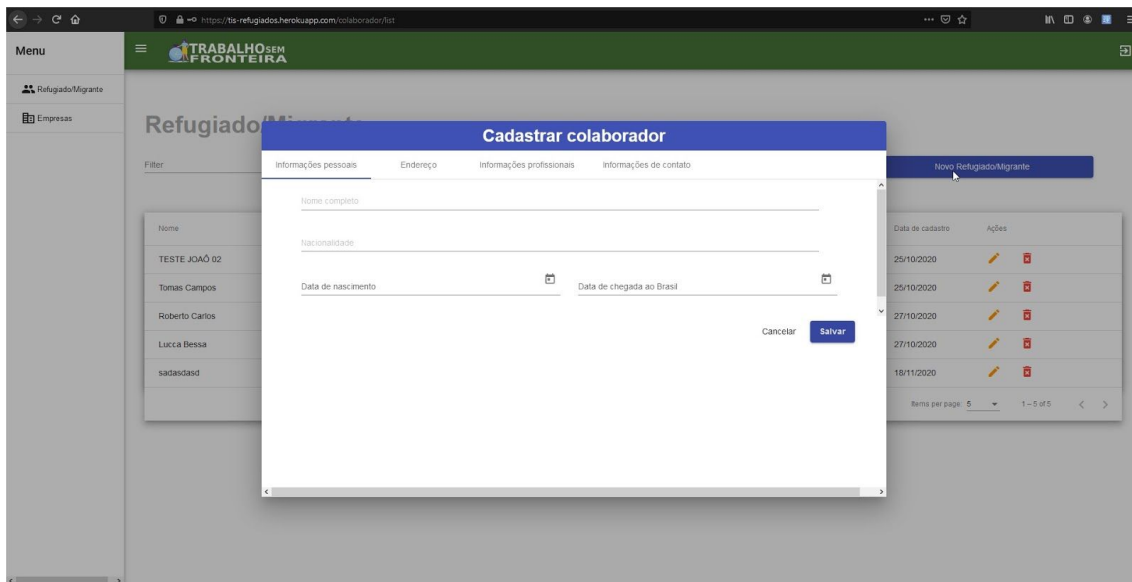 https://tis-refugiados.herokuapp.com/colaborador/list
Menu
TRABALHO SEM
FRONTEIRA
Refugiado/Migrante
Empresas
Refugiado/Migrante
Cadastrar colaborador
Filter
Informações pessoais Endereço Informações profissionais Informações de contato
Novo Refugiado/Migrante
Nome completo
Nome Data de cadastro Ações
Nacionalidade
TESTE JOAÔ 02 25/10/2020
Data de nascimento Data de chegada ao Brasil
Tomas Campos 25/10/2020
Roberto Carlos 27/10/2020
Cancelar Salvar
Lucca Bessa 27/10/2020
sadasdasd 18/11/2020
Items per page: 5 1 – 5 of 5